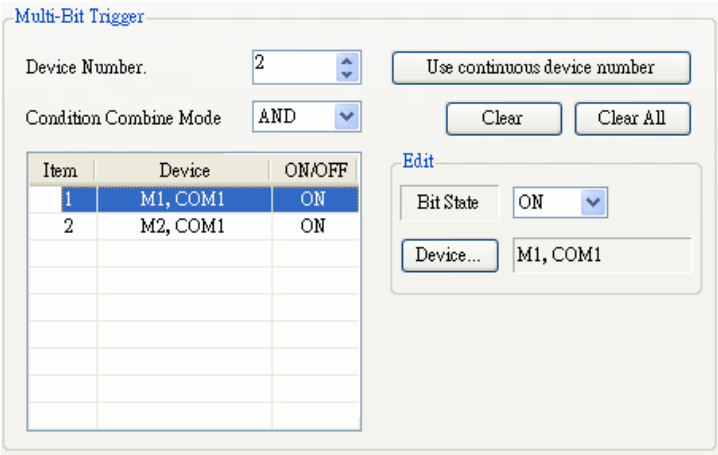 Multi-Bit Trigger
Device Number. 2 Use continuous device number
Condition Combine Mode AND Clear Clear All
Item Device ON/OFF
1 M1, COM1 ON
2 M2, COM1 ON
Edit
Bit State ON
Device... M1, COM1